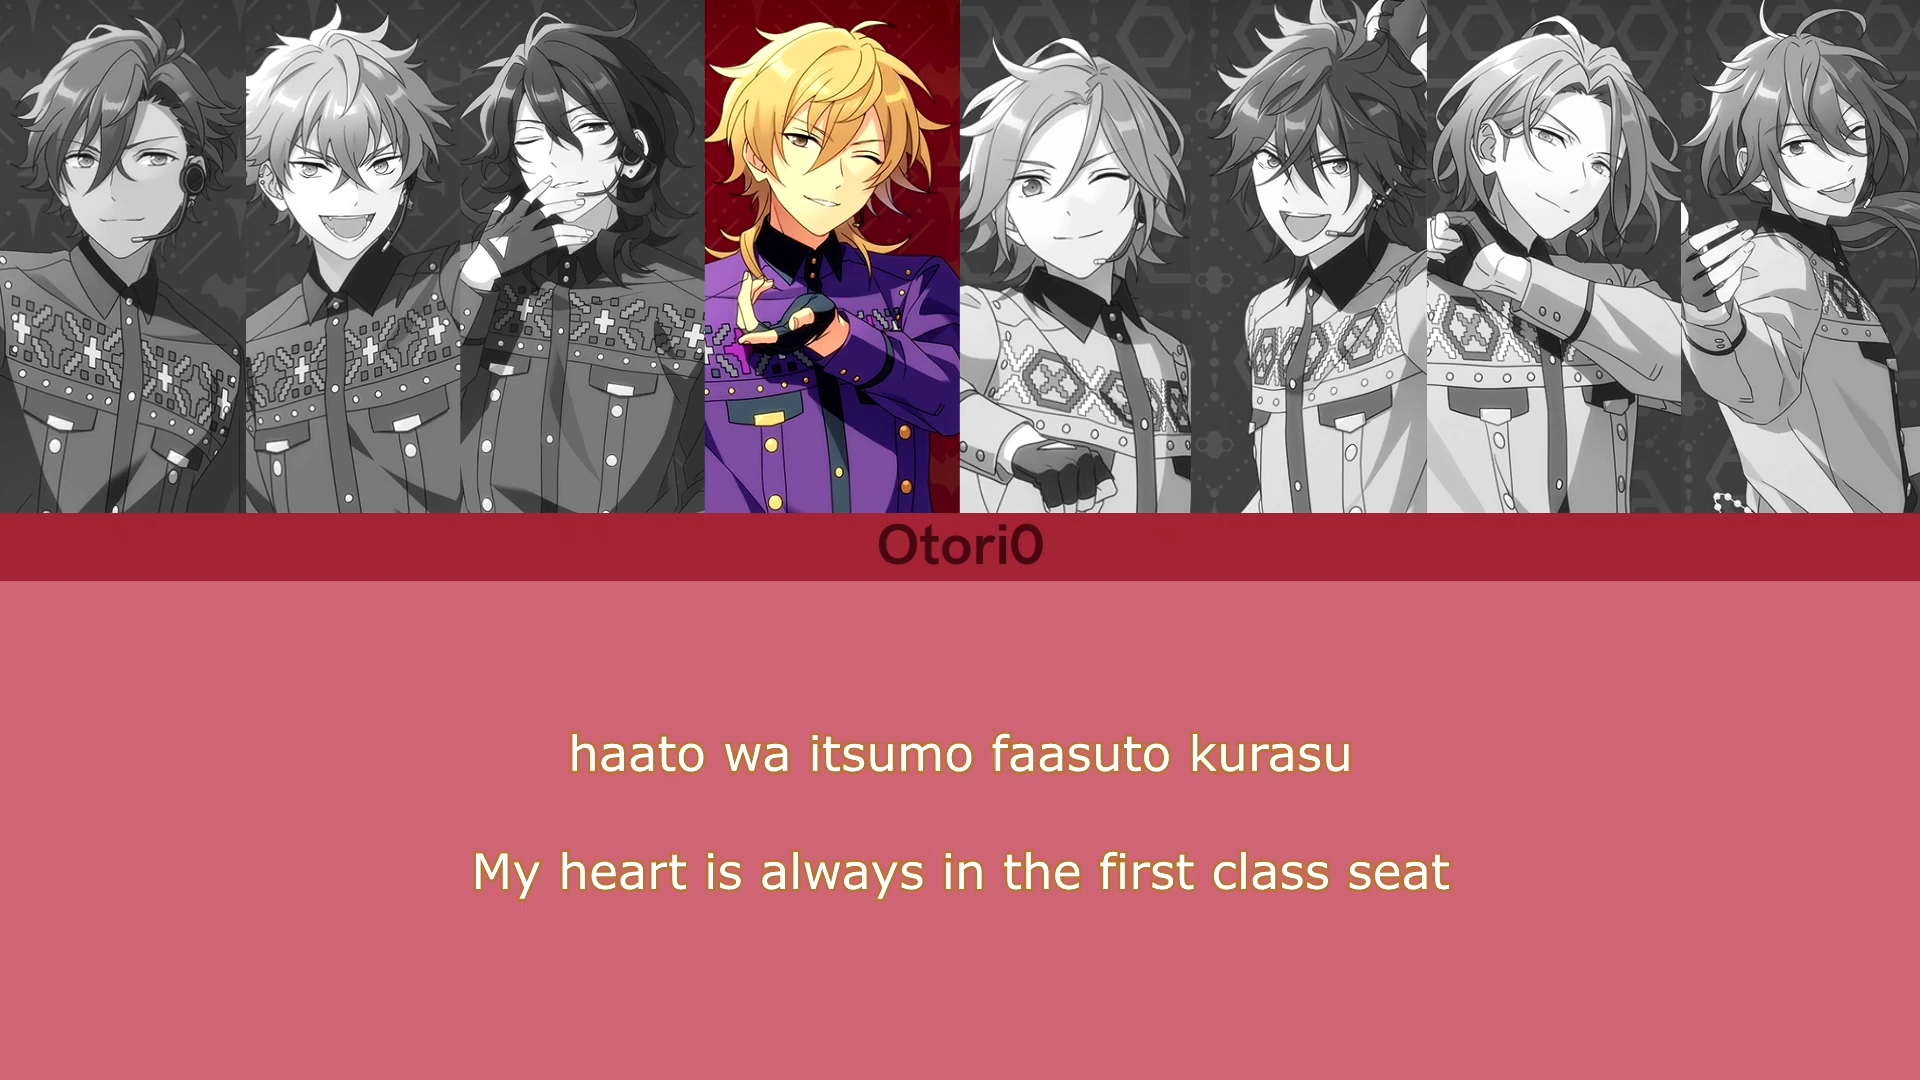 Otori0
haato wa itsumo faasuto kurasu
My heart is always in the first class seat